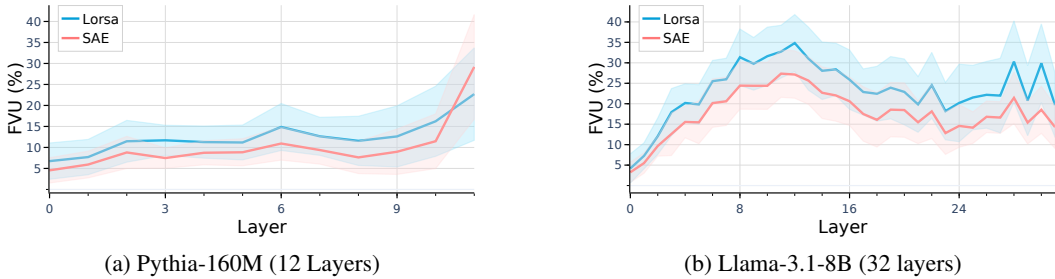 Lorsa
SAE
FVU (%)
40
35
30
25
20
15
10
5
0
3
6
9
Layer
(a) Pythia-160M (12 Layers)
Lorsa
SAE
FVU (%)
40
35
30
25
20
15
10
5
0
8
16
24
Layer
(b) Llama-3.1-8B (32 layers)